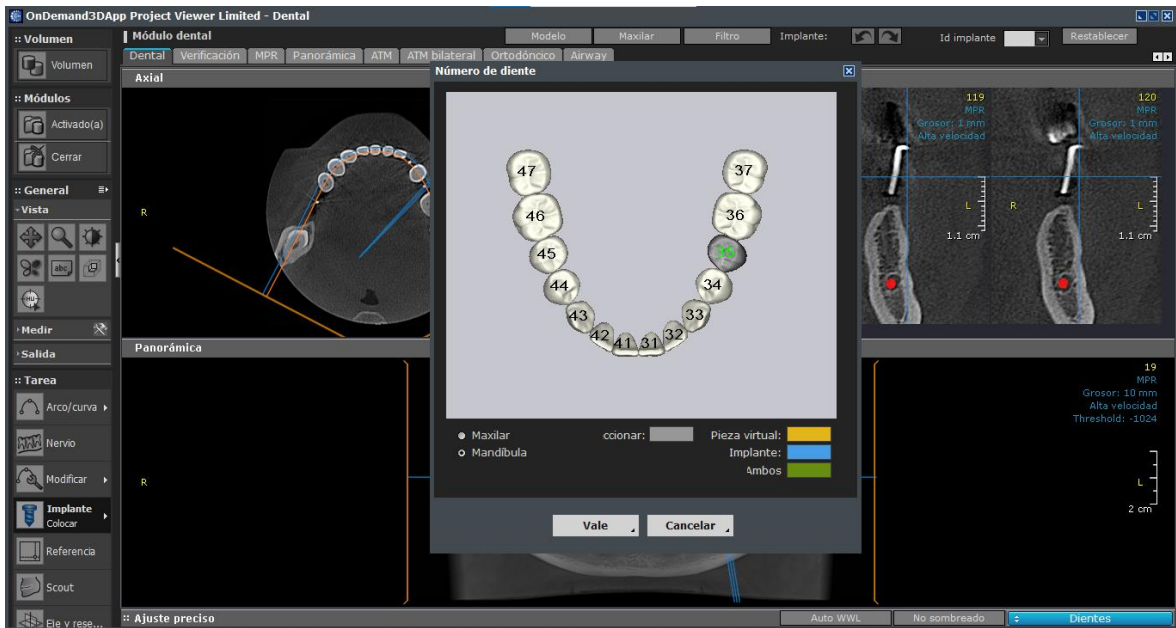 OnDemand3DApp Project Viewer Limited - Dental
:: Volumen
Volumen
:: Módulos
Activado(a)
Cerrar
:: General
Vista
abc
HU
Medir
Salida
:: Tarea
Arco/curva
Nervio
Modificar
Implante
Colocar
Referencia
Scout
Ele y rese...
Módulo dental
Modelo
Maxilar
Filtro
Implante:
Id implante
Restablecer
Dental
Verificación
MPR
Panorámica
ATM
ATM bilateral
Ortodóncico
Airway
Axial
R
Número de diente
47
37
46
36
45
35
44
34
43
33
42
32
41
31
Maxilar
Mandíbula
ccionar:
Pieza virtual:
Implante:
Ambos
Vale
Cancelar
119
MPR
Grosor: 1 mm
Alta velocidad
L
1.1 cm
120
MPR
Grosor: 1 mm
Alta velocidad
R
L
1.1 cm
Panorámica
R
19
MPR
Grosor: 10 mm
Alta velocidad
Threshold: -1024
L
2 cm
:: Ajuste preciso
Auto WWL
No sombreado
Dientes